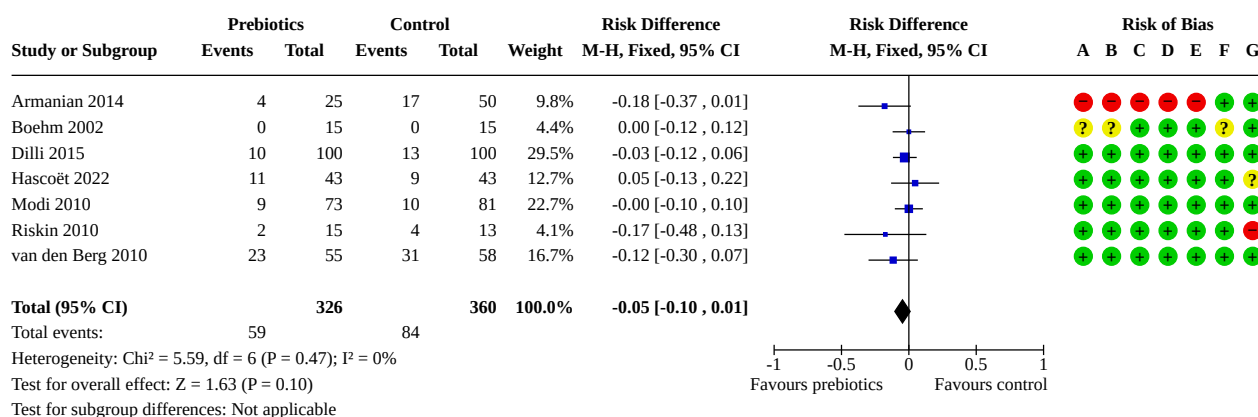 Prebiotics Control Risk Difference Risk Difference Risk of Bias
Study or Subgroup Events Total Events Total Weight M-H, Fixed, 95% CI M-H, Fixed, 95% CI A B C D E F G
Armanian 2014 4 25 17 50 9.8% -0.18 [-0.37 , 0.01] − − − − − + +
Boehm 2002 0 15 0 15 4.4% 0.00 [-0.12 , 0.12] ? ? + + + ? +
Dilli 2015 10 100 13 100 29.5% -0.03 [-0.12 , 0.06] + + + + + + +
Hascoët 2022 11 43 9 43 12.7% 0.05 [-0.13 , 0.22] + + + + + + ?
Modi 2010 9 73 10 81 22.7% -0.00 [-0.10 , 0.10] + + + + + + +
Riskin 2010 2 15 4 13 4.1% -0.17 [-0.48 , 0.13] + + + + + + −
van den Berg 2010 23 55 31 58 16.7% -0.12 [-0.30 , 0.07] + + + + + + +
Total (95% CI) 326 360 100.0% -0.05 [-0.10 , 0.01]
Total events: 59 84
Heterogeneity: Chi² = 5.59, df = 6 (P = 0.47); I² = 0% -1 -0.5 0 0.5 1
Test for overall effect: Z = 1.63 (P = 0.10) Favours prebiotics Favours control
Test for subgroup differences: Not applicable